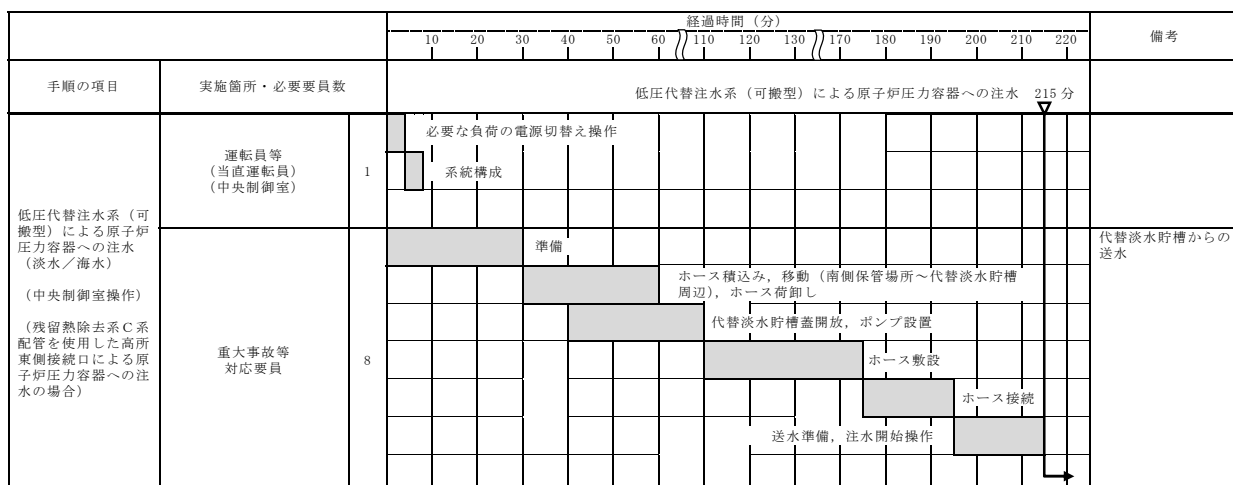 経過時間（分）
備考
10 20 30 40 50 60 110 120 130 170 180 190 200 210 220
手順の項目
実施箇所・必要要員数
低圧代替注水系（可搬型）による原子炉圧力容器への注水 215 分
低圧代替注水系（可
搬型）による原子炉
圧力容器への注水
（淡水／海水）
（中央制御室操作）
（残留熱除去系Ｃ系
配管を使用した高所
東側接続口による原
子炉圧力容器への注
水の場合）
運転員等
（当直運転員）
（中央制御室）
1
必要な負荷の電源切替え操作
系統構成
重大事故等
対応要員
8
準備
ホース積込み，移動（南側保管場所～代替淡水貯槽
周辺），ホース荷卸し
代替淡水貯槽蓋開放，ポンプ設置
ホース敷設
ホース接続
送水準備，注水開始操作
代替淡水貯槽からの
送水